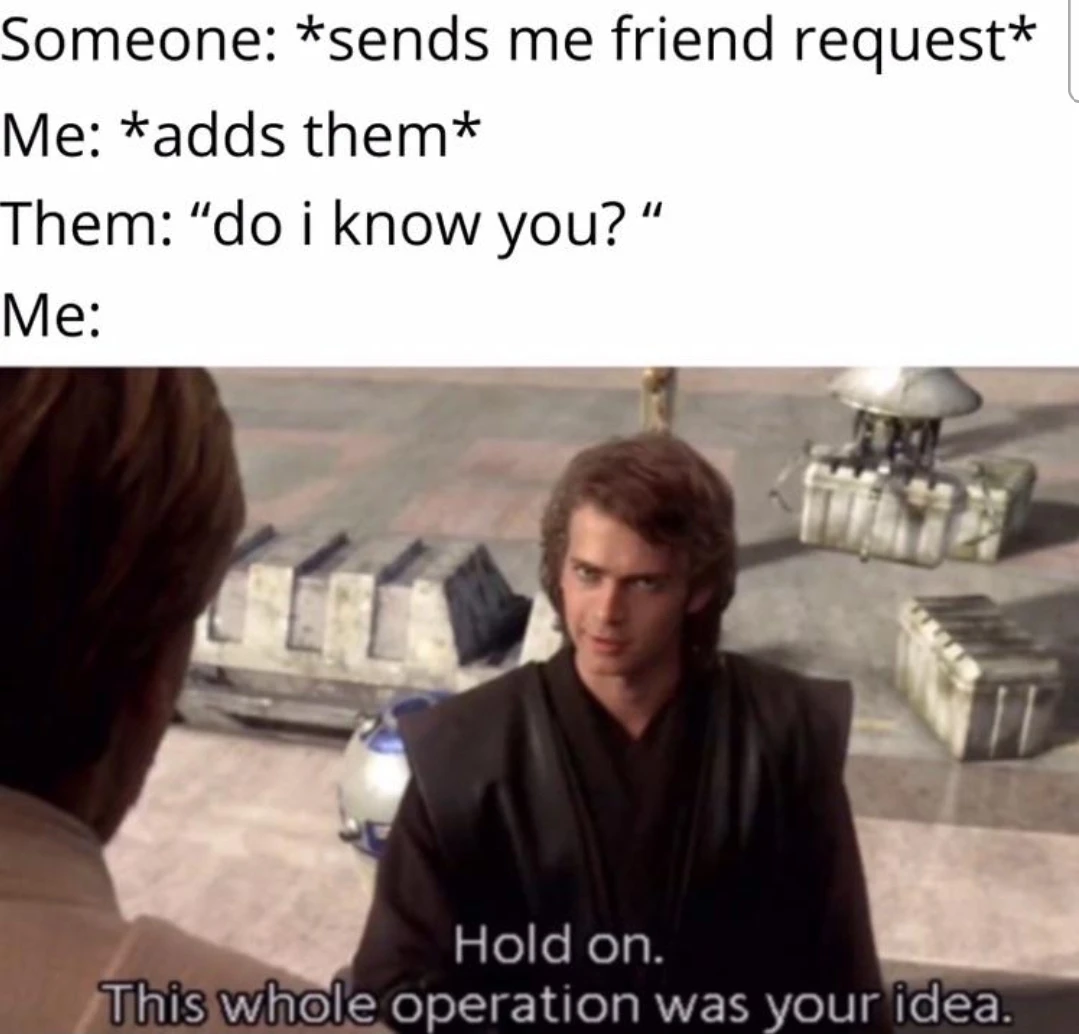 Someone: *sends me friend request*
Me: *adds them*
Them: “do i know you? “
Me:
Hold on.
This whole operation was your idea.